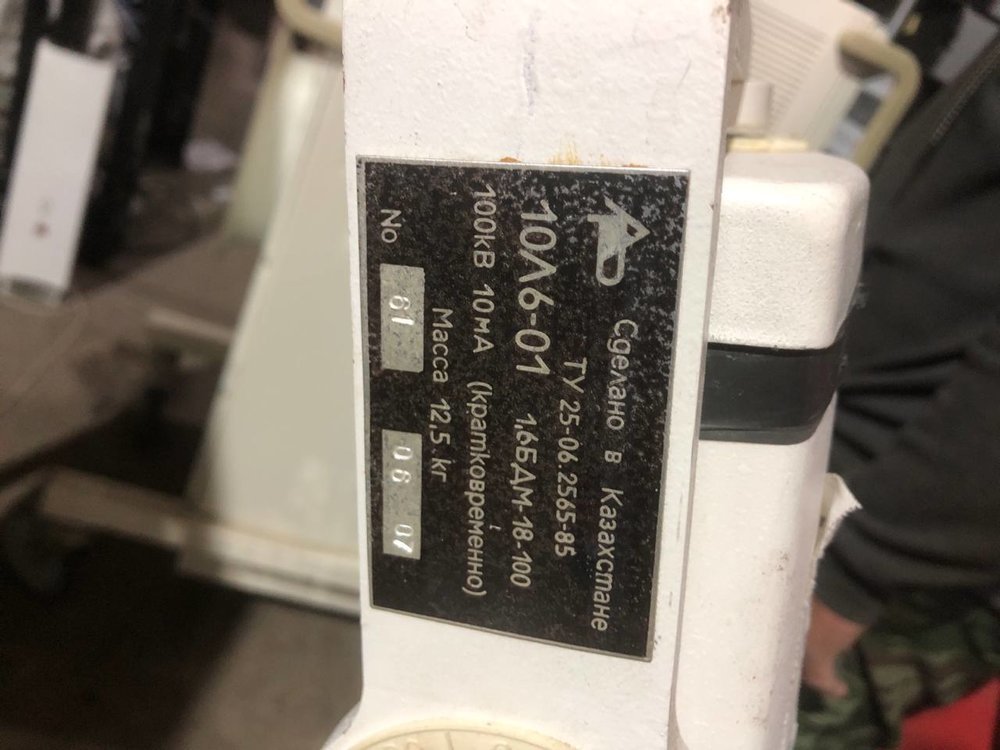 Сделано в Казахстане
ТУ 25-06.2565-85
10Л6-01 1,6БДМ-18-100
100kВ 10мА (кратковременно)
Масса 12,5 кг
No 61 06 07